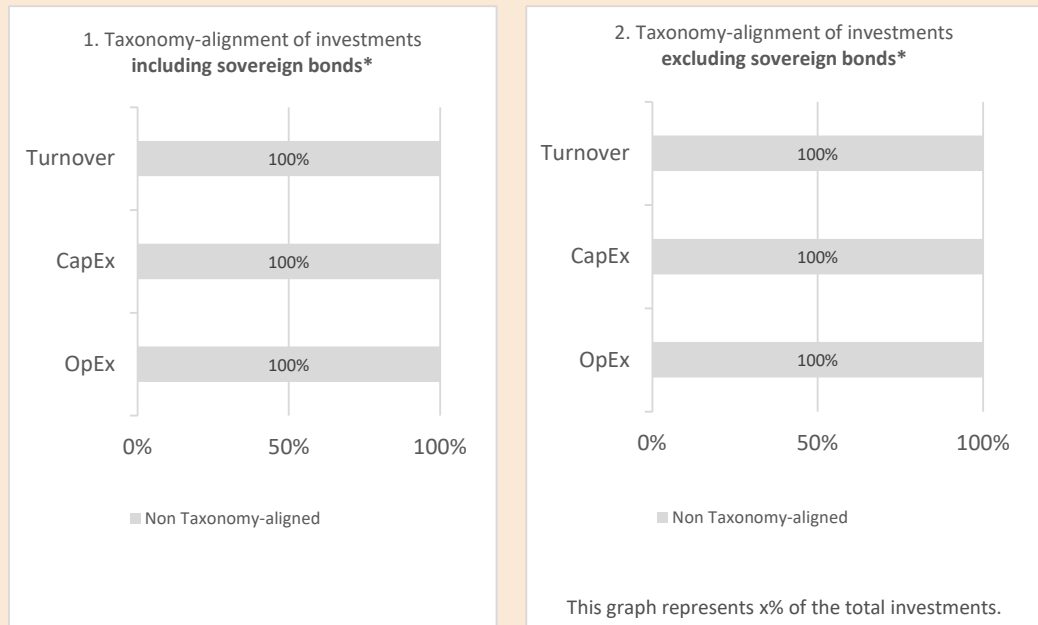 1. Taxonomy-alignment of investments
including sovereign bonds*
Turnover
100%
CapEx
100%
OpEx
100%
0%
50%
100%
Non Taxonomy-aligned
2. Taxonomy-alignment of investments
excluding sovereign bonds*
Turnover
100%
CapEx
100%
OpEx
100%
0%
50%
100%
Non Taxonomy-aligned
This graph represents x% of the total investments.